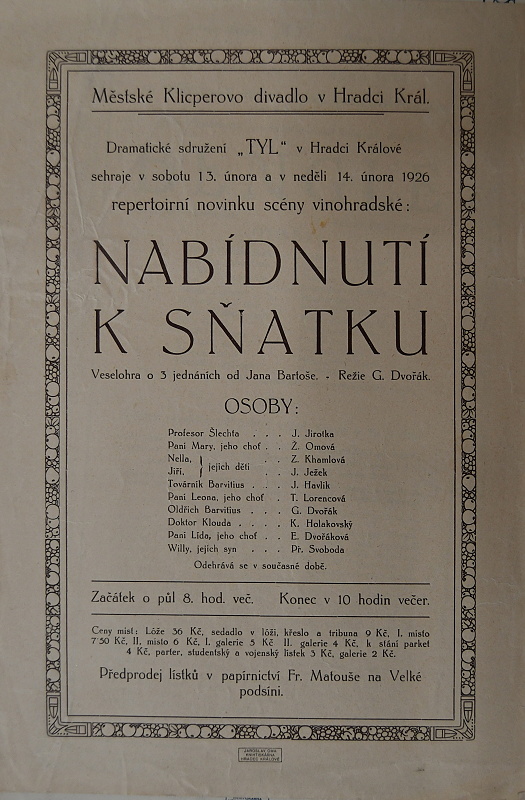 Městské Klicperovo divadlo v Hradci Král.
Dramatické sdružení „TYL“ v Hradci Králové
sehraje v sobotu 13. února a v neděli 14. února 1926
repertoirní novinku scény vinohradské:
NABÍDNUTÍ
K SŇATKU
Veselohra o 3 jednáních od Jana Bartoše. - Režie G. Dvořák.
OSOBY:
Profesor Šlechta . . . J. Jirotka
Pani Mary, jeho choť . . Ž. Omová
Nella, . . Z. Khamlová
jejich děti
Jiří, . . J. Ježek
Továrník Barvitius . . . J. Havlík
Pani Leona, jeho choť . T. Lorencová
Oldřich Barvitius . . . G. Dvořák
Doktor Klouda . . . . K. Holakovský
Pani Lída, jeho choť . . E. Dvořáková
Willy, jejich syn . . . Př. Svoboda
Odehrává se v současné době.
Začátek o půl 8. hod. več. Konec v 10 hodin večer.
Ceny míst: Lóže 36 Kč, sedadlo v lóži, křeslo a tribuna 9 Kč, I. místo
7˙50 Kč, II. místo 6 Kč, I. galerie 5 Kč II. galerie 4 Kč, k stání parket
4 Kč, parter, studentský a vojenský lístek 3 Kč, galerie 2 Kč.
Předprodej lístků v papírnictví Fr. Matouše na Velké
podsíni.
HRADEC KRÁLOVÉ